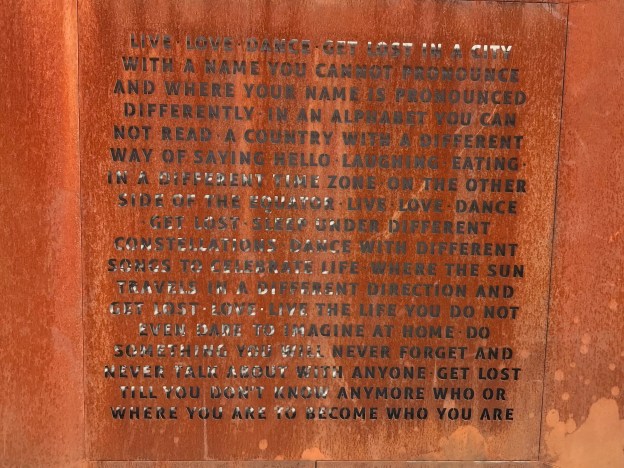 LIVE·LOVE·DANCE·GET LOST IN A CITY
WITH A NAME YOU CANNOT PRONOUNCE
AND WHERE YOUR NAME IS PRONOUNCED
DIFFERENTLY·IN AN ALPHABET YOU CAN
NOT READ·A COUNTRY WITH A DIFFERENT
WAY OF SAYING HELLO·LAUGHING·EATING·
IN A DIFFERENT TIME ZONE·ON THE OTHER
SIDE OF THE EQUATOR·LIVE·LOVE·DANCE
GET LOST·SLEEP UNDER DIFFERENT
CONSTELLATIONS·DANCE WITH DIFFERENT
SONGS TO CELEBRATE LIFE·WHERE THE SUN
TRAVELS IN A DIFFERENT DIRECTION AND
GET LOST·LOVE·LIVE THE LIFE YOU DO NOT
EVEN DARE TO IMAGINE AT HOME·DO
SOMETHING YOU WILL NEVER FORGET AND
NEVER TALK ABOUT WITH ANYONE·GET LOST
TILL YOU DON'T KNOW ANYMORE WHO OR
WHERE YOU ARE TO BECOME WHO YOU ARE